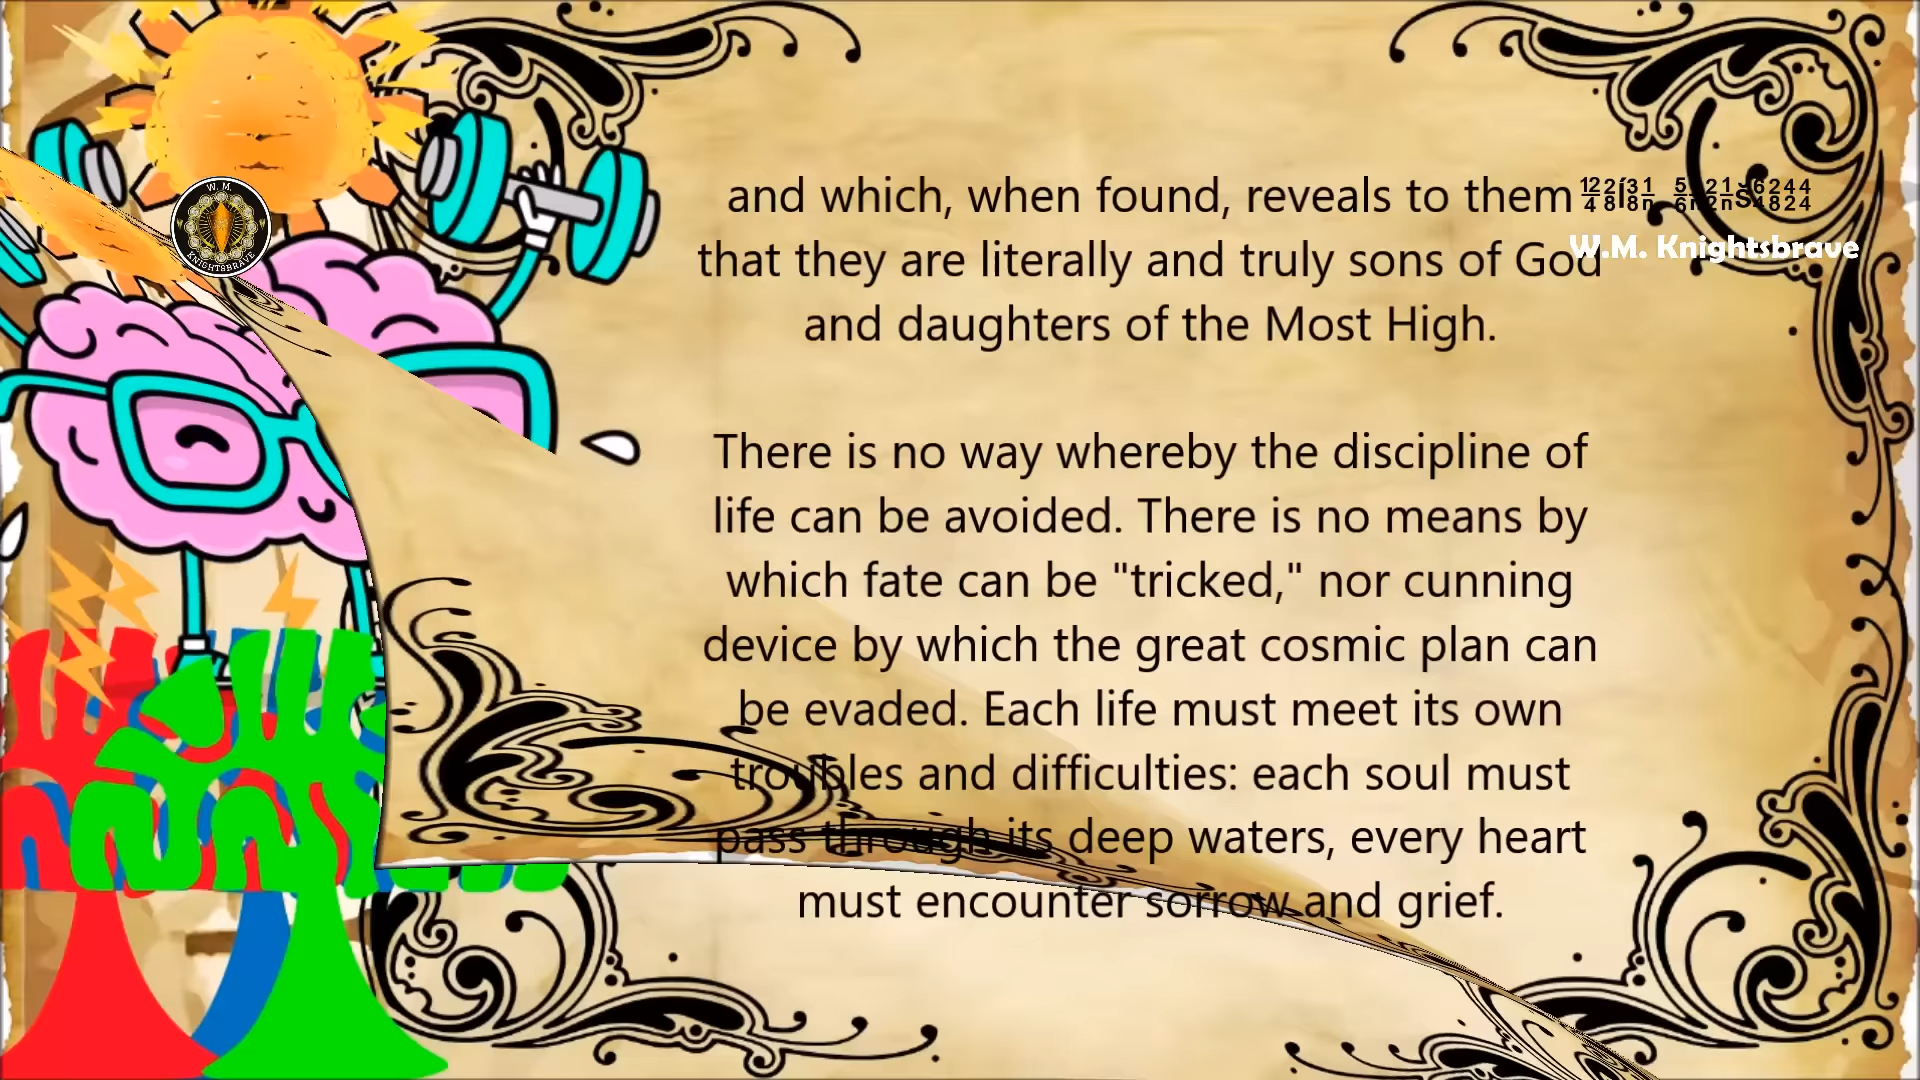 and which, when found, reveals to them
that they are literally and truly sons of God
and daughters of the Most High.
There is no way whereby the discipline of
life can be avoided. There is no means by
which fate can be "tricked," nor cunning
device by which the great cosmic plan can
be evaded. Each life must meet its own
troubles and difficulties: each soul must
pass through its deep waters, every heart
must encounter sorrow and grief.
W.M. Knightsbrave
W. M.
KNIGHTSBRAVE